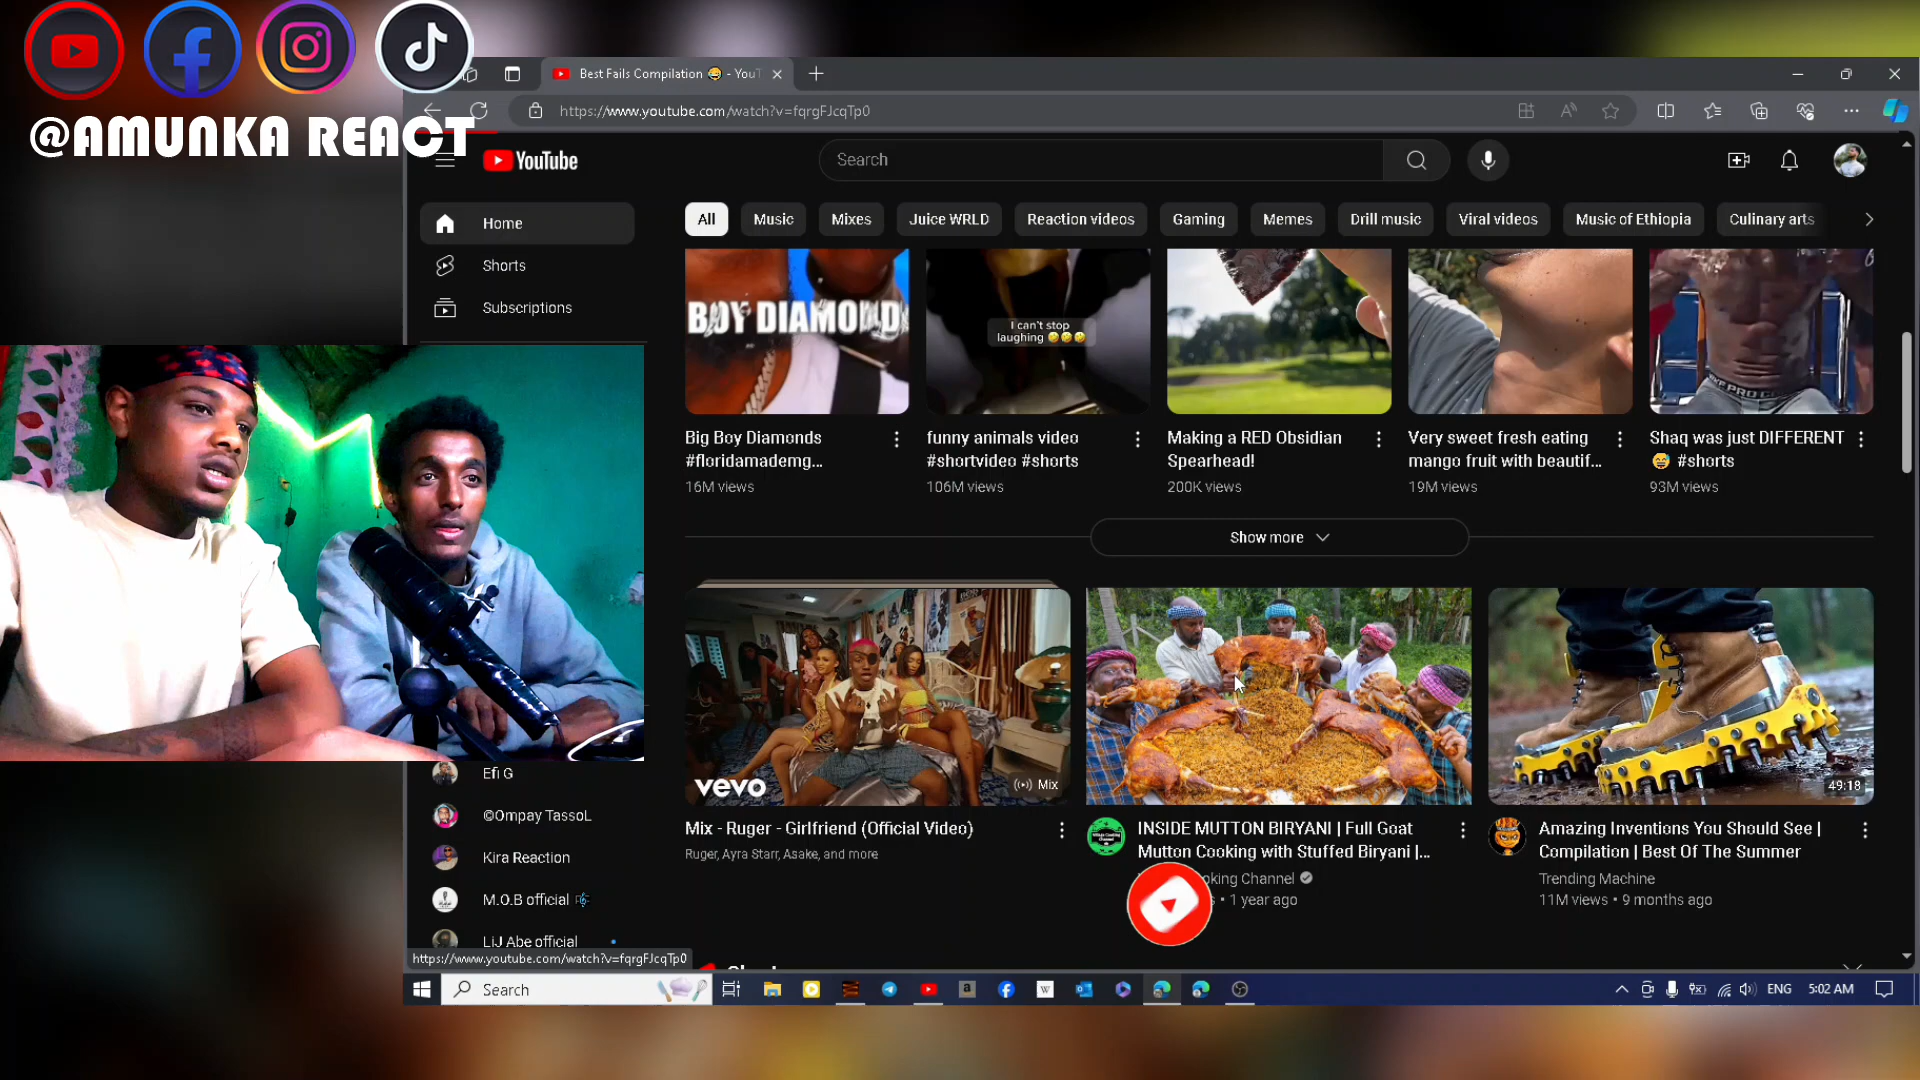 @AMUNKA REACT
Best Fails Compilation 😂 - YouT
https://www.youtube.com/watch?v=fqrgFJcqTp0
YouTube
Search
Home
Shorts
Subscriptions
All
Music
Mixes
Juice WRLD
Reaction videos
Gaming
Memes
Drill music
Viral videos
Music of Ethiopia
Culinary arts
BOY DIAMOND
I can't stop
laughing 🤣🤣🤣
Big Boy Diamonds
#floridamademg...
16M views
funny animals video
#shortvideo #shorts
106M views
Making a RED Obsidian
Spearhead!
200K views
Very sweet fresh eating
mango fruit with beautif...
19M views
Shaq was just DIFFERENT
😅 #shorts
93M views
Show more
vevo
Mix
49:18
Mix - Ruger - Girlfriend (Official Video)
Ruger, Ayra Starr, Asake, and more
INSIDE MUTTON BIRYANI | Full Goat
Mutton Cooking with Stuffed Biryani |...
Channel
• 1 year ago
Amazing Inventions You Should See |
Compilation | Best Of The Summer
Trending Machine
11M views • 9 months ago
Efi G
©Ompay TassoL
Kira Reaction
M.O.B official
LiJ Abe official
https://www.youtube.com/watch?v=fqrgFJcqTp0
Search
ENG
5:02 AM